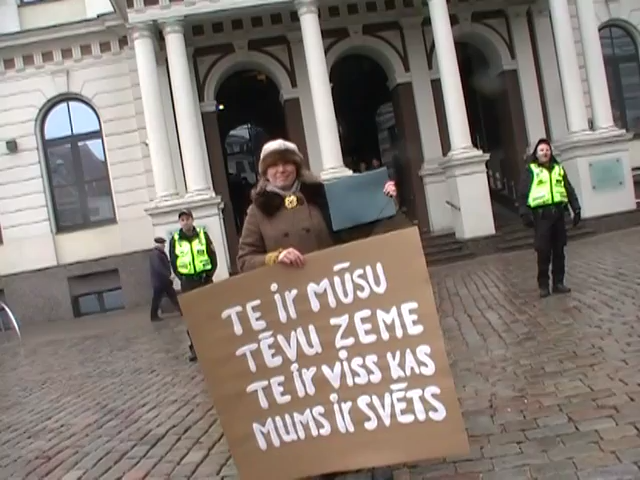 TE ir MŪSU
TĒVU ZEME
TE ir VISS KAS
MUMS ir SVĒTS